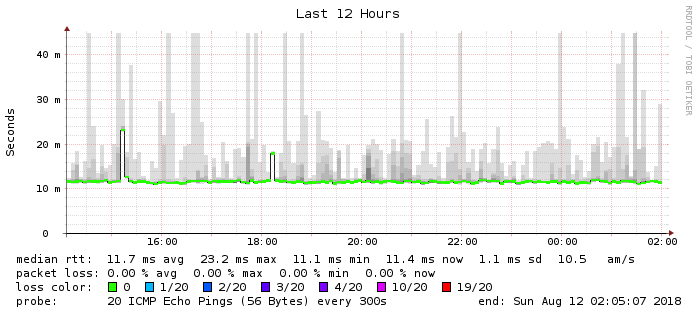 Last 12 Hours
RRDTOOL / TOBI OETIKER
Seconds
40 m
30 m
20 m
10 m
0
16:00 18:00 20:00 22:00 00:00 02:00
median rtt: 11.7 ms avg 23.2 ms max 11.1 ms min 11.4 ms now 1.1 ms sd 10.5 am/s
packet loss: 0.00 % avg 0.00 % max 0.00 % min 0.00 % now
loss color: 0 1/20 2/20 3/20 4/20 10/20 19/20
probe: 20 ICMP Echo Pings (56 Bytes) every 300s end: Sun Aug 12 02:05:07 2018